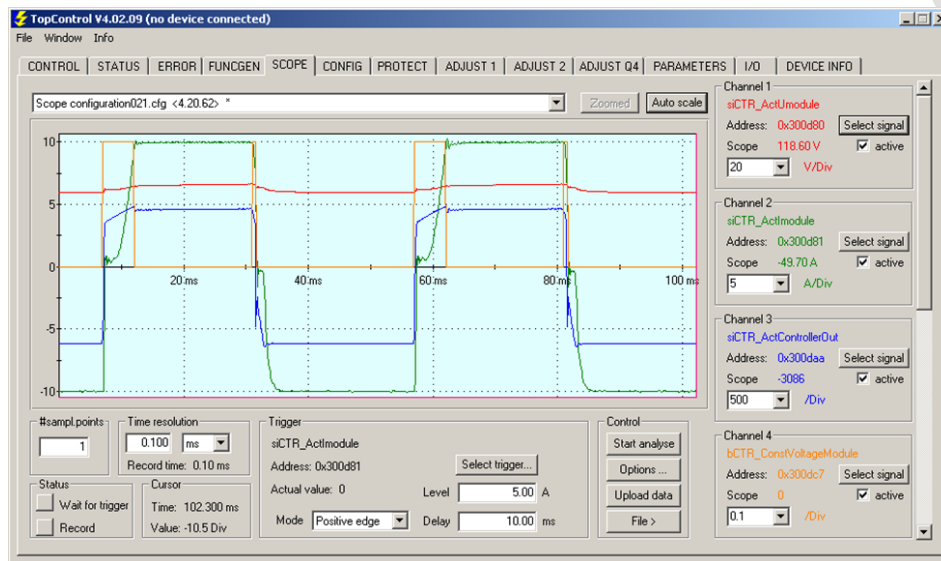 TopControl V4.02.09 (no device connected)
File Window Info
CONTROL STATUS ERROR FUNCGEN SCOPE CONFIG PROTECT ADJUST 1 ADJUST 2 ADJUST Q4 PARAMETERS I/O DEVICE INFO
Scope configuration021.cfg <4.20.62> *
Zoomed
Auto scale
10
5
0
-5
-10
20 ms
40 ms
60 ms
80 ms
100 ms
Channel 1
siCTR_ActUmodule
Address: 0x300d80 Select signal
Scope 118.60 V active
20 V/Div
Channel 2
siCTR_ActImodule
Address: 0x300d81 Select signal
Scope -49.70 A active
5 A/Div
Channel 3
siCTR_ActControllerOut
Address: 0x300daa Select signal
Scope -3086 active
500 /Div
Channel 4
bCTR_ConstVoltageModule
Address: 0x300dc7 Select signal
Scope 0 active
0.1 /Div
#sampl.points
1
Time resolution
0.100 ms
Record time: 0.10 ms
Status
Wait for trigger
Record
Cursor
Time: 102.300 ms
Value: -10.5 Div
Trigger
siCTR_ActImodule
Address: 0x300d81 Select trigger...
Actual value: 0 Level 5.00 A
Mode Positive edge Delay 10.00 ms
Control
Start analyse
Options ...
Upload data
File >